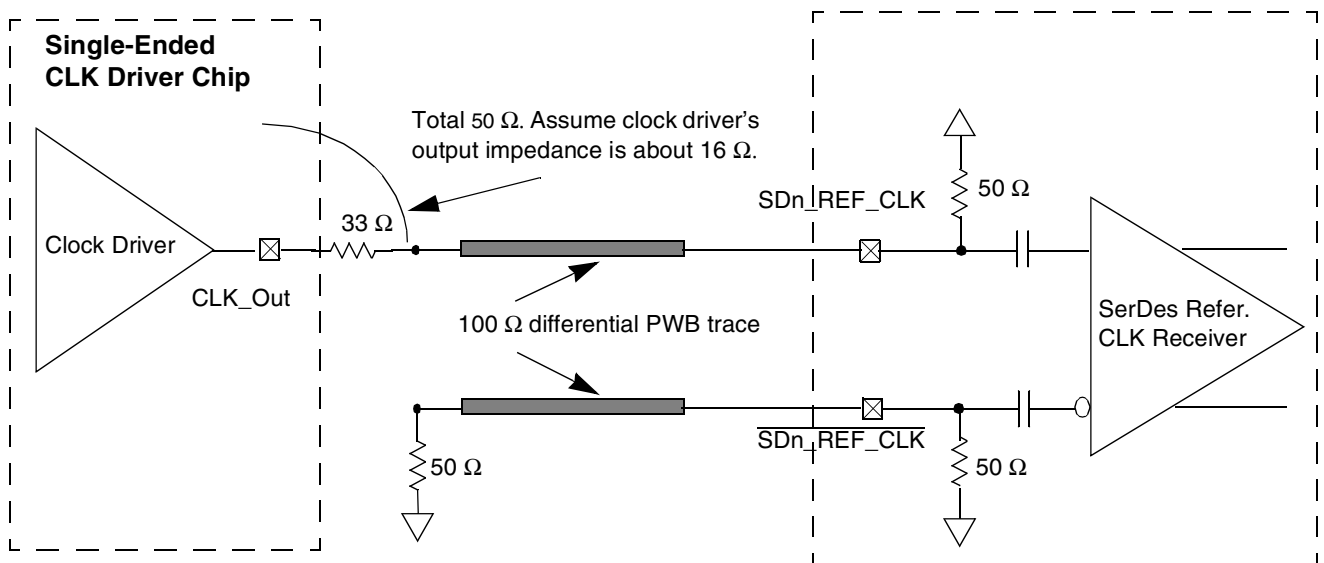 Single-Ended
CLK Driver Chip
Total 50 Ω. Assume clock driver's
output impedance is about 16 Ω.
SDn_REF_CLK
50 Ω
33 Ω
Clock Driver
CLK_Out
100 Ω differential PWB trace
SerDes Refer.
CLK Receiver
SDn_REF_CLK
50 Ω
50 Ω